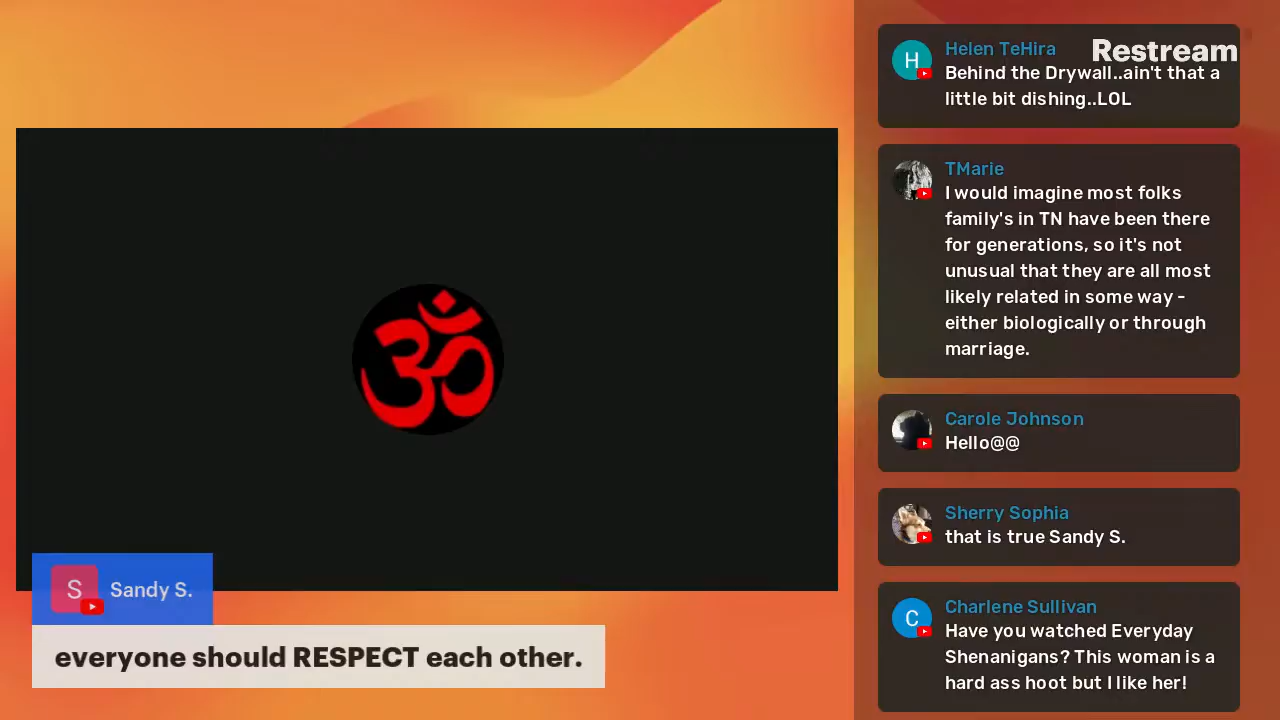 ॐ
S
Sandy S.
everyone should RESPECT each other.
Restream
H
Helen TeHira
Behind the Drywall..ain't that a
little bit dishing..LOL
TMarie
I would imagine most folks
family's in TN have been there
for generations, so it's not
unusual that they are all most
likely related in some way -
either biologically or through
marriage.
Carole Johnson
Hello@@
Sherry Sophia
that is true Sandy S.
C
Charlene Sullivan
Have you watched Everyday
Shenanigans? This woman is a
hard ass hoot but I like her!